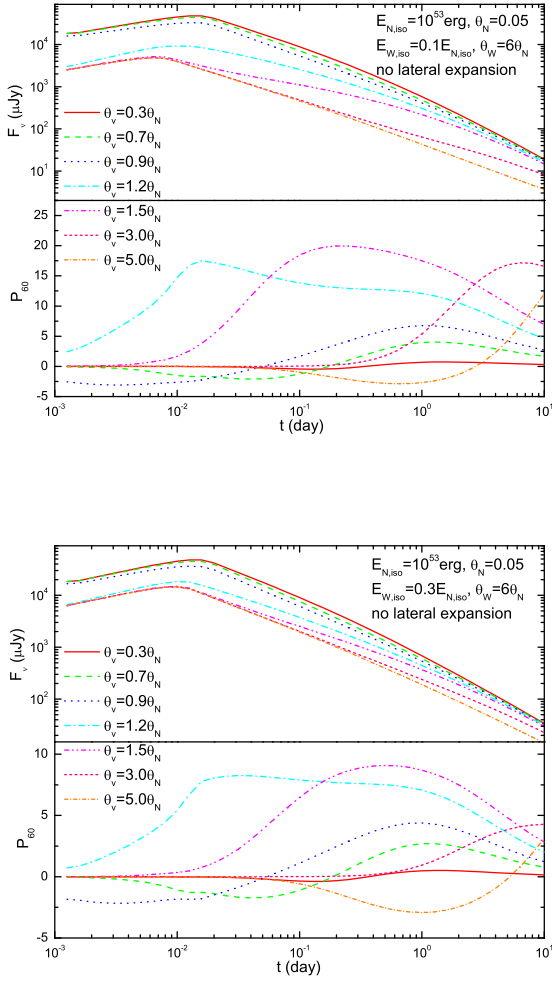 E_N,iso=10^53erg, θ_N=0.05
E_W,iso=0.1E_N,iso, θ_W=6θ_N
no lateral expansion
F_ν (μJy)
10^4
10^3
10^2
10^1
θ_v=0.3θ_N
θ_v=0.7θ_N
θ_v=0.9θ_N
θ_v=1.2θ_N
θ_v=1.5θ_N
θ_v=3.0θ_N
θ_v=5.0θ_N
P_60
25
20
15
10
5
0
-5
10^-3 10^-2 10^-1 10^0 10^1
t (day)
E_N,iso=10^53erg, θ_N=0.05
E_W,iso=0.3E_N,iso, θ_W=6θ_N
no lateral expansion
F_ν (μJy)
10^4
10^3
10^2
θ_v=0.3θ_N
θ_v=0.7θ_N
θ_v=0.9θ_N
θ_v=1.2θ_N
θ_v=1.5θ_N
θ_v=3.0θ_N
θ_v=5.0θ_N
P_60
10
5
0
-5
10^-3 10^-2 10^-1 10^0 10^1
t (day)